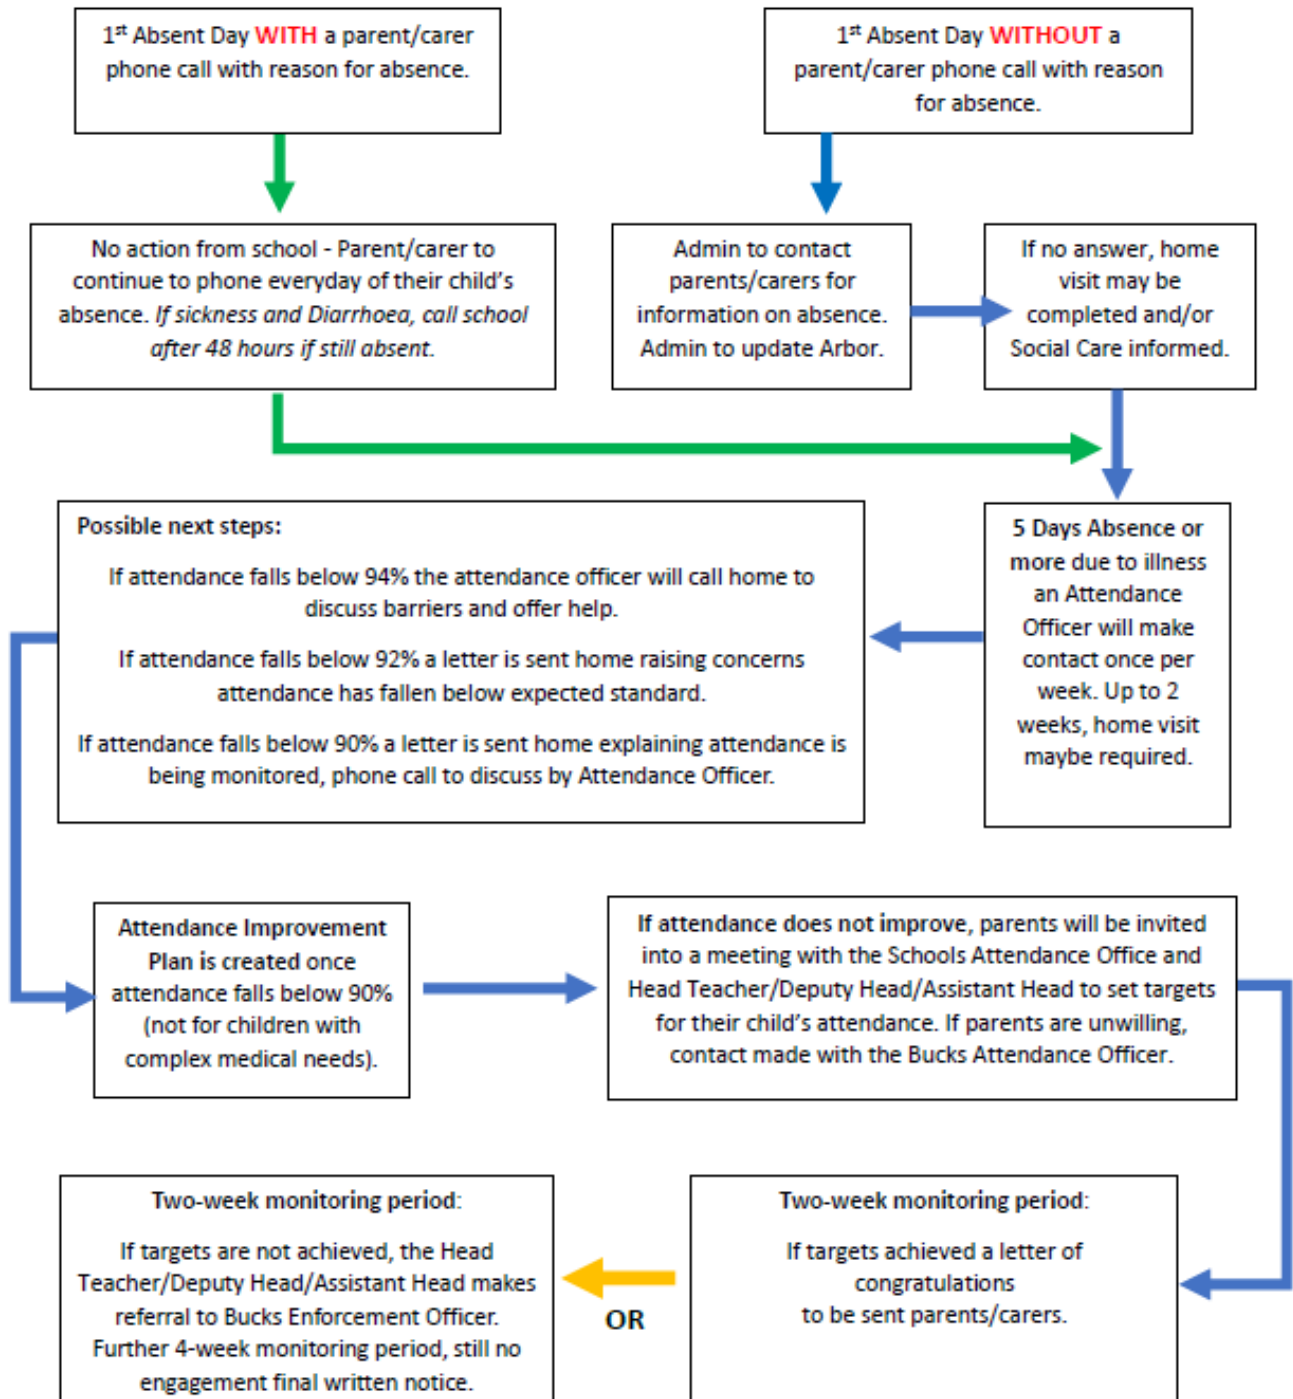 1st Absent Day WITH a parent/carer
phone call with reason for absence.
1st Absent Day WITHOUT a
parent/carer phone call with reason
for absence.
No action from school - Parent/carer to
continue to phone everyday of their child's
absence. If sickness and Diarrhoea, call school
after 48 hours if still absent.
Admin to contact
parents/carers for
information on absence.
Admin to update Arbor.
If no answer, home
visit may be
completed and/or
Social Care informed.
5 Days Absence or
more due to illness
an Attendance
Officer will make
contact once per
week. Up to 2
weeks, home visit
maybe required.
Possible next steps:
If attendance falls below 94% the attendance officer will call home to
discuss barriers and offer help.
If attendance falls below 92% a letter is sent home raising concerns
attendance has fallen below expected standard.
If attendance falls below 90% a letter is sent home explaining attendance is
being monitored, phone call to discuss by Attendance Officer.
Attendance Improvement
Plan is created once
attendance falls below 90%
(not for children with
complex medical needs).
If attendance does not improve, parents will be invited
into a meeting with the Schools Attendance Office and
Head Teacher/Deputy Head/Assistant Head to set targets
for their child's attendance. If parents are unwilling,
contact made with the Bucks Attendance Officer.
Two-week monitoring period:
If targets achieved a letter of
congratulations
to be sent parents/carers.
OR
Two-week monitoring period:
If targets are not achieved, the Head
Teacher/Deputy Head/Assistant Head makes
referral to Bucks Enforcement Officer.
Further 4-week monitoring period, still no
engagement final written notice.